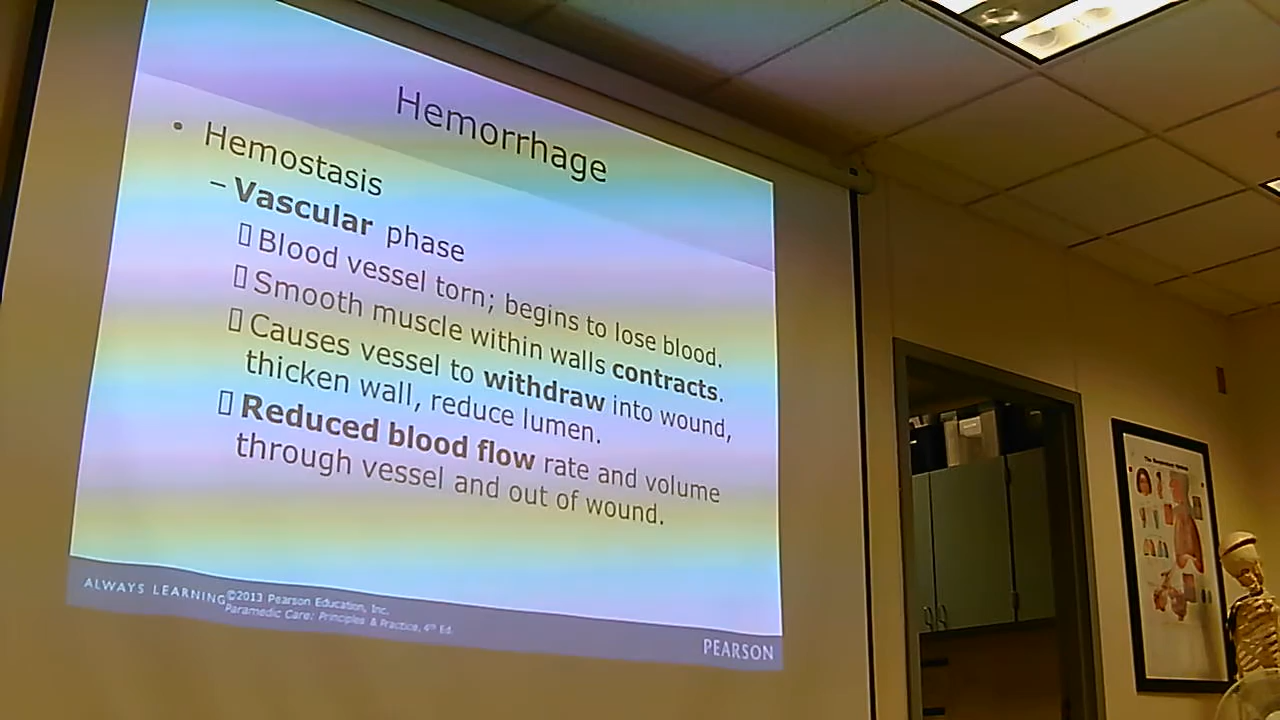 Hemorrhage
• Hemostasis
– Vascular phase
▯ Blood vessel torn; begins to lose blood.
▯ Smooth muscle within walls contracts.
▯ Causes vessel to withdraw into wound,
thicken wall, reduce lumen.
▯ Reduced blood flow rate and volume
through vessel and out of wound.
ALWAYS LEARNING
©2013 Pearson Education, Inc.
Paramedic Care: Principles & Practice, 4th Ed.
PEARSON